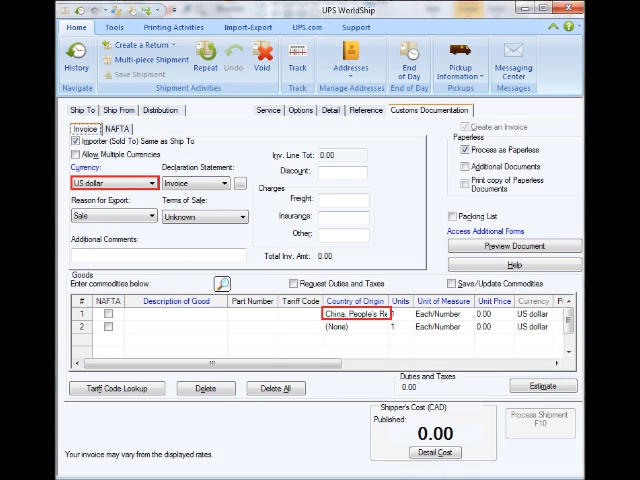 UPS WorldShip
Home Tools Printing Activities Import-Export UPS.com Support
History
Create a Return
Multi-piece Shipment
Save Shipment
Repeat Undo Void Track Addresses End of Day Pickup Information Messaging Center
Navigate Shipment Activities Track Manage Addresses End of Day Pickups Messages
Ship To Ship From Distribution Service Options Detail Reference Customs Documentation
Invoice NAFTA
Importer (Sold To) Same as Ship To
Allow Multiple Currencies
Currency: Declaration Statement:
US dollar Invoice ...
Reason for Export: Terms of Sale:
Sale Unknown
Additional Comments:
Inv. Line Tot: 0.00
Discount:
Charges
Freight:
Insurance:
Other:
Total Inv. Amt: 0.00
Create an Invoice
Paperless
Process as Paperless
Additional Documents
Print copy of Paperless Documents
Packing List
Access Additional Forms
Preview Document
Help
Goods
Enter commodities below:
Request Duties and Taxes
Save/Update Commodities
# NAFTA Description of Good Part Number Tariff Code Country of Origin Units Unit of Measure Unit Price Currency
1 China, People's Re 1 Each/Number 0.00 US dollar
2 (None) 1 Each/Number 0.00 US dollar
Tariff Code Lookup Delete Delete All
Duties and Taxes
0.00
Estimate
Shipper's Cost (CAD)
Published:
0.00
Detail Cost
Process Shipment
F10
Your invoice may vary from the displayed rates.